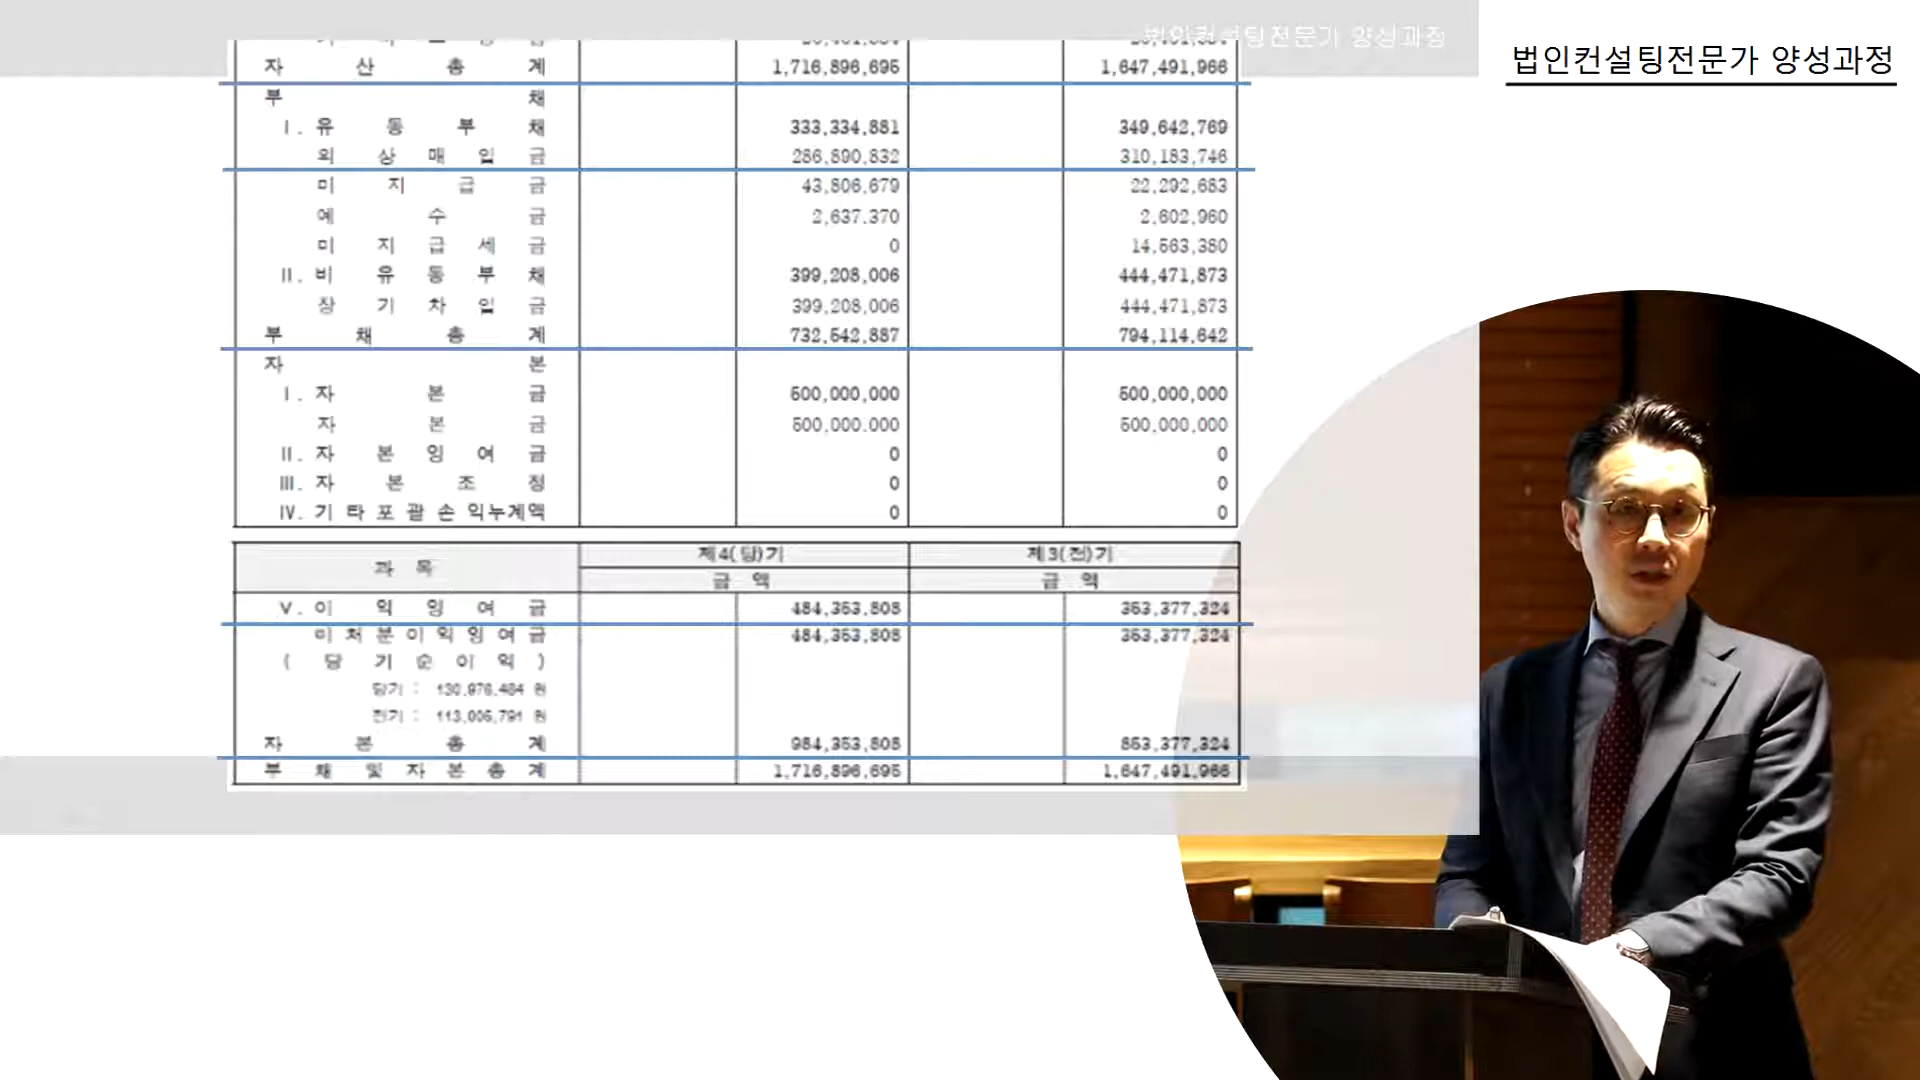 법인컨설팅전문가 양성과정
법인컨설팅전문가 양성과정
자 산 총 계 1,716,896,695 1,647,491,966
부 채
I. 유 동 부 채 333,334,881 349,642,769
외 상 매 입 금 286,890,832 310,183,746
미 지 급 금 43,806,679 22,292,683
예 수 금 2,637,370 2,602,960
미 지 급 세 금 0 14,563,380
II. 비 유 동 부 채 399,208,006 444,471,873
장 기 차 입 금 399,208,006 444,471,873
부 채 총 계 732,542,887 794,114,642
자 본
I. 자 본 금 500,000,000 500,000,000
자 본 금 500,000,000 500,000,000
II. 자 본 잉 여 금 0 0
III. 자 본 조 정 0 0
IV. 기 타 포 괄 손 익누계액 0 0
과 목 제4(당)기 제3(전)기
금 액 금 액
V. 이 익 잉 여 금 484,353,808 353,377,324
미 처 분 이 익 잉 여 금 484,353,808 353,377,324
( 당 기 순 이 익 )
당기 : 130,976,484 원
전기 : 113,006,791 원
자 본 총 계 984,353,808 853,377,324
부 채 및 자 본 총 계 1,716,896,695 1,647,491,966